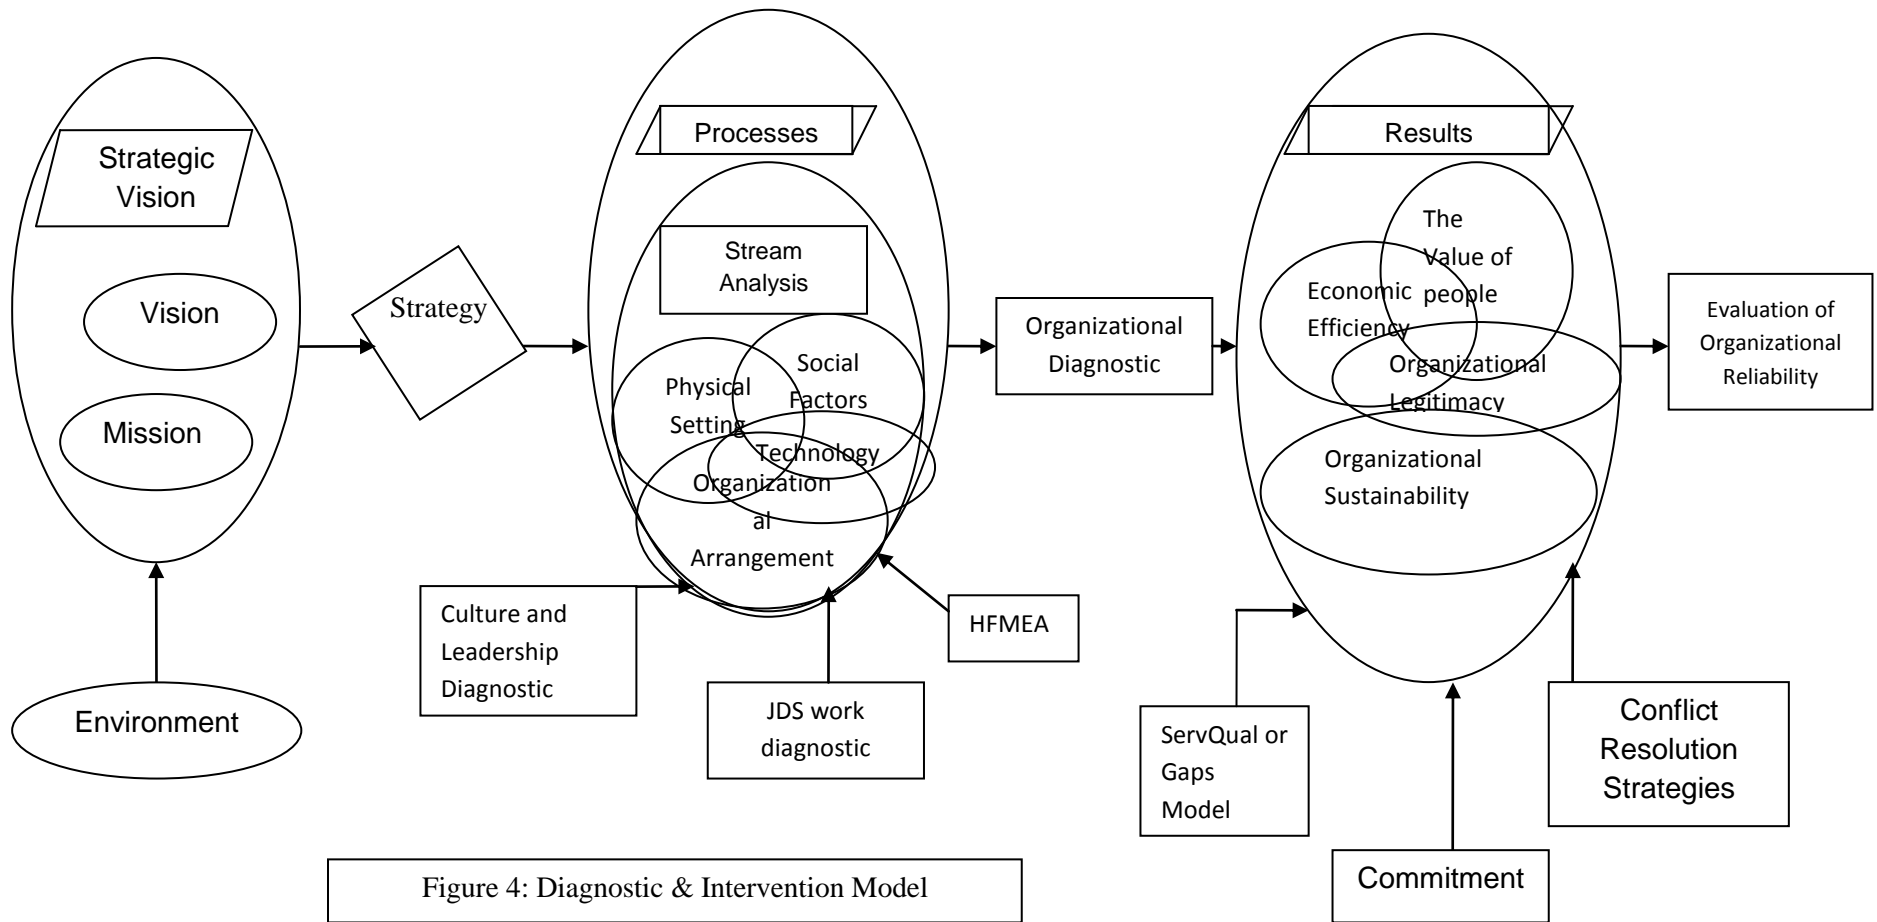 Strategic
Vision
Vision
Mission
Environment
Strategy
Processes
Stream
Analysis
Physical
Setting
Social
Factors
Technology
Organization
al
Arrangement
Culture and
Leadership
Diagnostic
JDS work
diagnostic
HFMEA
Organizational
Diagnostic
Results
The
Value of
people
Economic
Efficiency
Organizational
Legitimacy
Organizational
Sustainability
ServQual or
Gaps
Model
Commitment
Conflict
Resolution
Strategies
Evaluation of
Organizational
Reliability
Figure 4: Diagnostic & Intervention Model